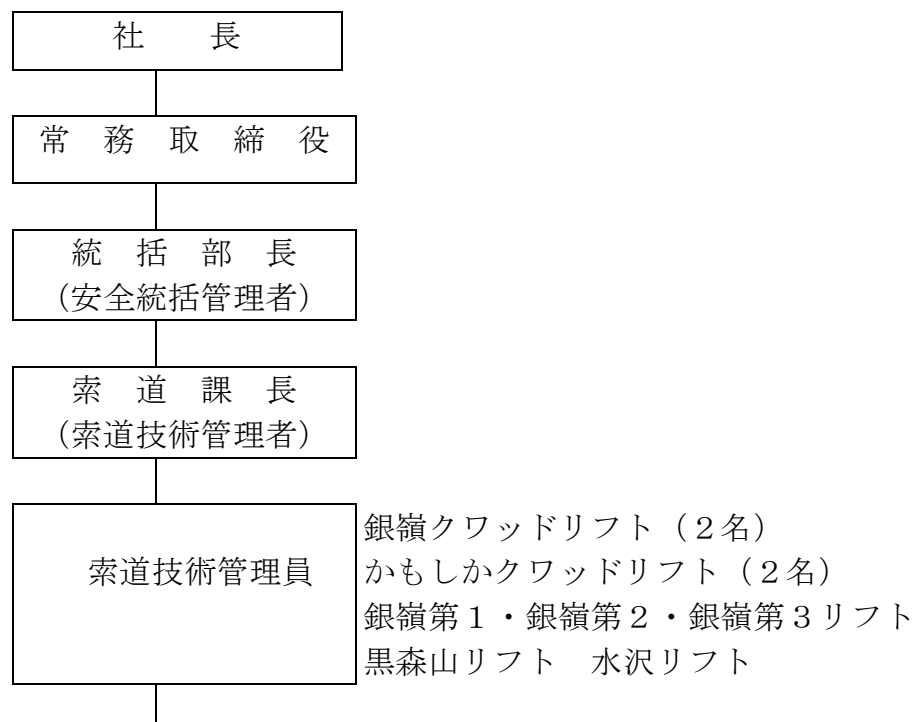 社長
常務取締役
統括部長
（安全統括管理者）
索道課長
（索道技術管理者）
索道技術管理員
銀嶺クワッドリフト（２名）
かもしかクワッドリフト（２名）
銀嶺第１・銀嶺第２・銀嶺第３リフト
黒森山リフト　水沢リフト